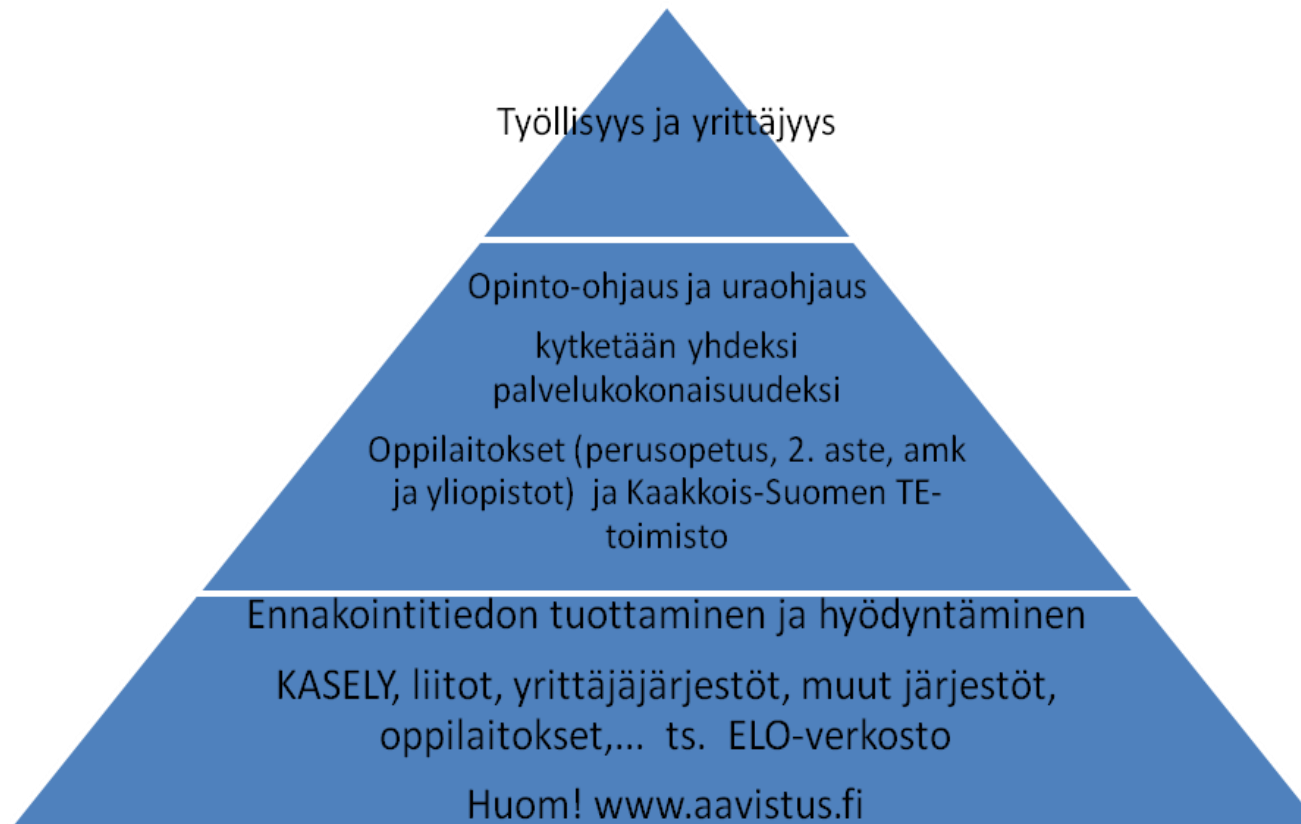 Työllisyys ja yrittäjyys
Opinto-ohjaus ja uraohjaus
kytketään yhdeksi
palvelukokonaisuudeksi
Oppilaitokset (perusopetus, 2. aste, amk
ja yliopistot) ja Kaakkois-Suomen TE-
toimisto
Ennakointitiedon tuottaminen ja hyödyntäminen
KASELY, liitot, yrittäjäjärjestöt, muut järjestöt,
oppilaitokset,... ts. ELO-verkosto
Huom! www.aavistus.fi